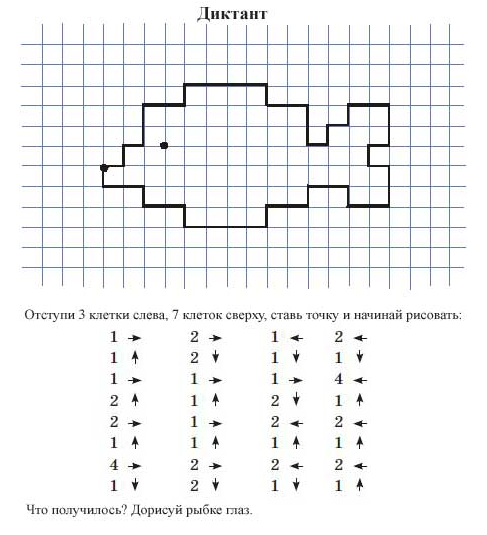 Диктант
Отступи 3 клетки слева, 7 клеток сверху, ставь точку и начинай рисовать:
1 → 2 → 1 ← 2 ←
1 ↑ 2 ↓ 1 ↓ 1 ↓
1 → 1 → 1 → 4 ←
2 ↑ 1 ↑ 2 ↓ 1 ↑
2 → 1 → 2 ← 2 ←
1 ↑ 1 ↑ 1 ↑ 1 ↑
4 → 2 → 2 ← 2 ←
1 ↓ 2 ↓ 1 ↓ 1 ↑
Что получилось? Дорисуй рыбке глаз.